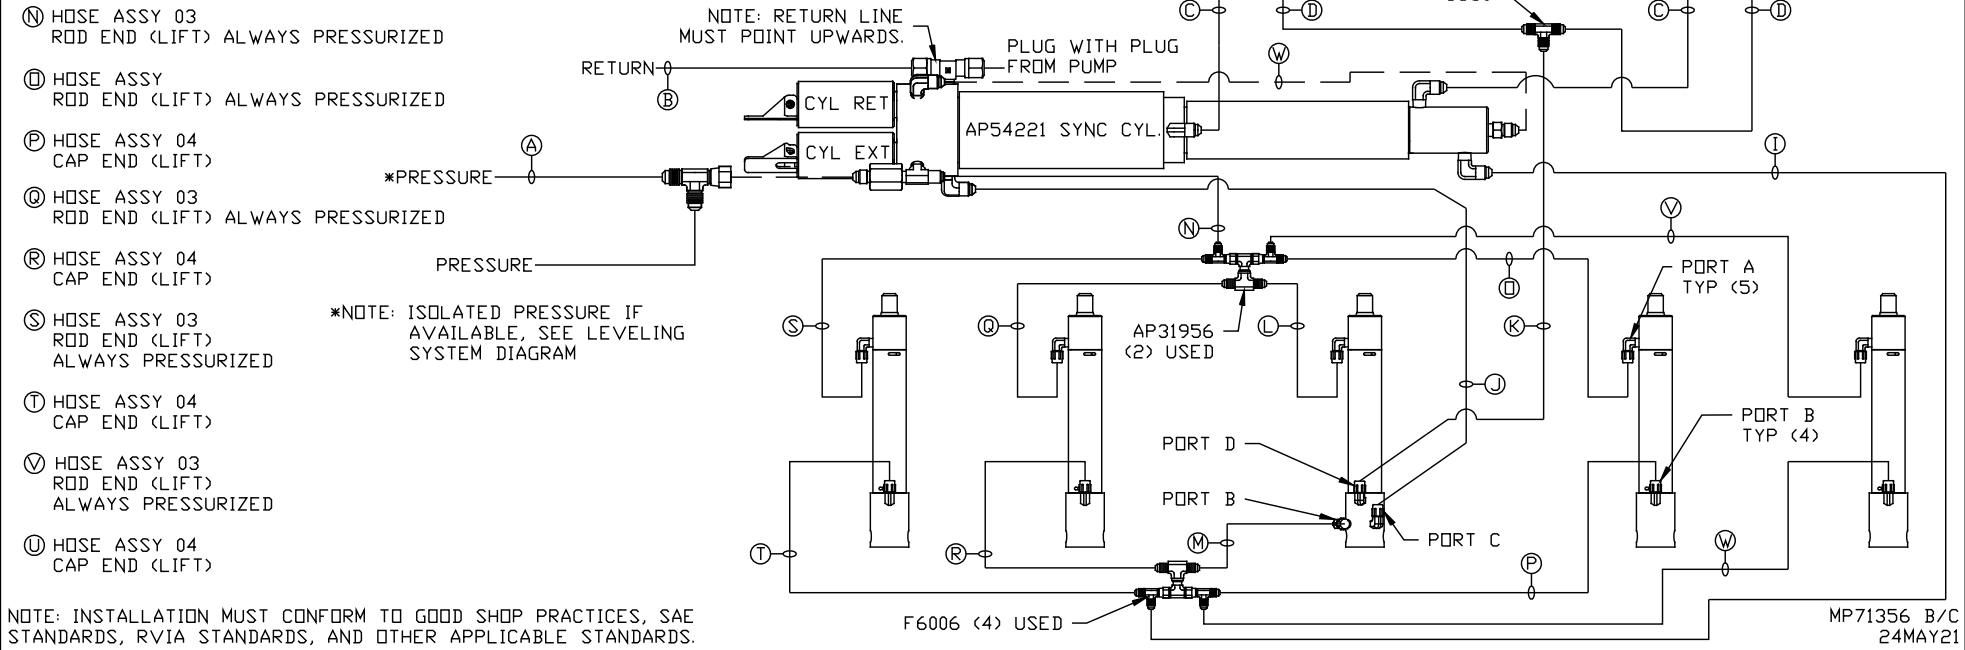 N HOSE ASSY 03
ROD END (LIFT) ALWAYS PRESSURIZED
O HOSE ASSY
ROD END (LIFT) ALWAYS PRESSURIZED
P HOSE ASSY 04
CAP END (LIFT)
Q HOSE ASSY 03
ROD END (LIFT) ALWAYS PRESSURIZED
R HOSE ASSY 04
CAP END (LIFT)
S HOSE ASSY 03
ROD END (LIFT)
ALWAYS PRESSURIZED
T HOSE ASSY 04
CAP END (LIFT)
V HOSE ASSY 03
ROD END (LIFT)
ALWAYS PRESSURIZED
U HOSE ASSY 04
CAP END (LIFT)
NOTE: INSTALLATION MUST CONFORM TO GOOD SHOP PRACTICES, SAE
STANDARDS, RVIA STANDARDS, AND OTHER APPLICABLE STANDARDS.
NOTE: RETURN LINE
MUST POINT UPWARDS.
RETURN
B
PLUG WITH PLUG
FROM PUMP
C
D
W
C
D
CYL RET
CYL EXT
AP54221 SYNC CYL.
A
*PRESSURE
PRESSURE
*NOTE: ISOLATED PRESSURE IF
AVAILABLE, SEE LEVELING
SYSTEM DIAGRAM
I
N
V
O
PORT A
TYP (5)
S
Q
L
K
AP31956
(2) USED
J
PORT B
TYP (4)
PORT D
PORT B
PORT C
T
R
M
P
W
F6006 (4) USED
MP71356 B/C
24MAY21